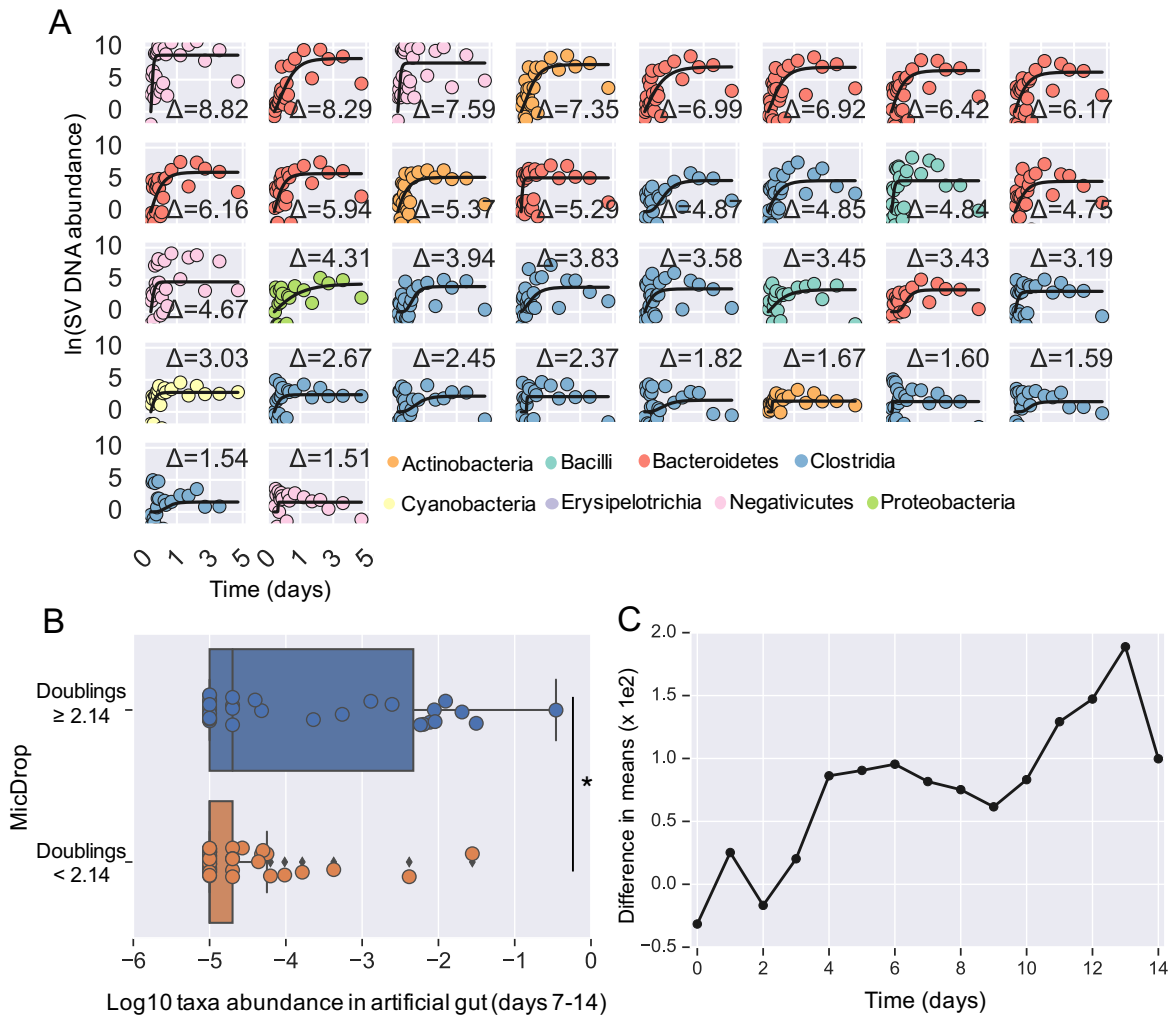 A
10
5
0
Δ=8.82 Δ=8.29 Δ=7.59 Δ=7.35 Δ=6.99 Δ=6.92 Δ=6.42 Δ=6.17
10
5
0
Δ=6.16 Δ=5.94 Δ=5.37 Δ=5.29 Δ=4.87 Δ=4.85 Δ=4.84 Δ=4.75
10
5
0
Δ=4.67 Δ=4.31 Δ=3.94 Δ=3.83 Δ=3.58 Δ=3.45 Δ=3.43 Δ=3.19
10
5
0
Δ=3.03 Δ=2.67 Δ=2.45 Δ=2.37 Δ=1.82 Δ=1.67 Δ=1.60 Δ=1.59
10
5
0
Δ=1.54 Δ=1.51
ln(SV DNA abundance)
Actinobacteria Bacilli Bacteroidetes Clostridia
Cyanobacteria Erysipelotrichia Negativicutes Proteobacteria
0 1 3 5 0 1 3 5
Time (days)
B
MicDrop
Doublings
≥ 2.14
Doublings
< 2.14
*
−6 −5 −4 −3 −2 −1 0
Log10 taxa abundance in artificial gut (days 7-14)
C
Difference in means (x 1e2)
2.0
1.5
1.0
0.5
0.0
−0.5
0 2 4 6 8 10 12 14
Time (days)